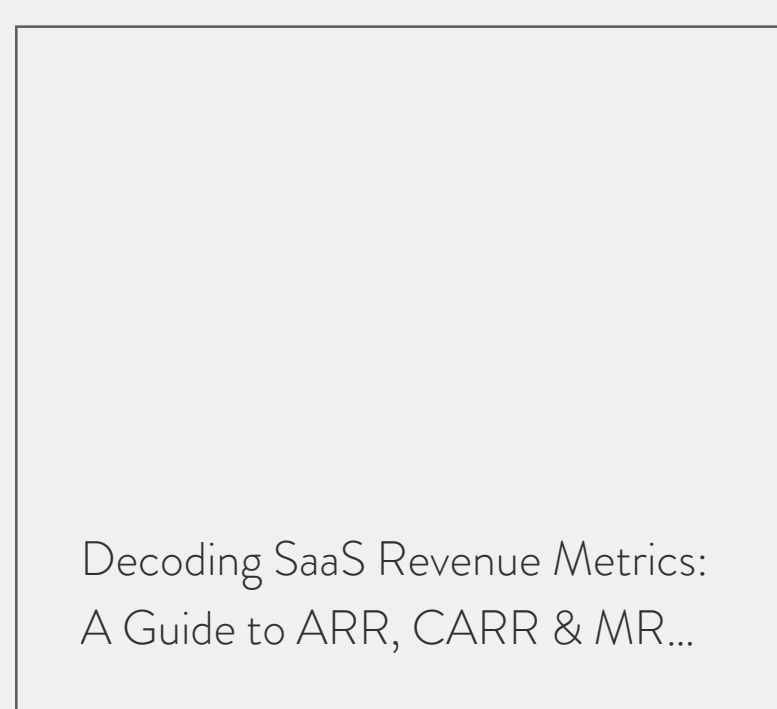 Decoding SaaS Revenue Metrics:
A Guide to ARR, CARR & MR...